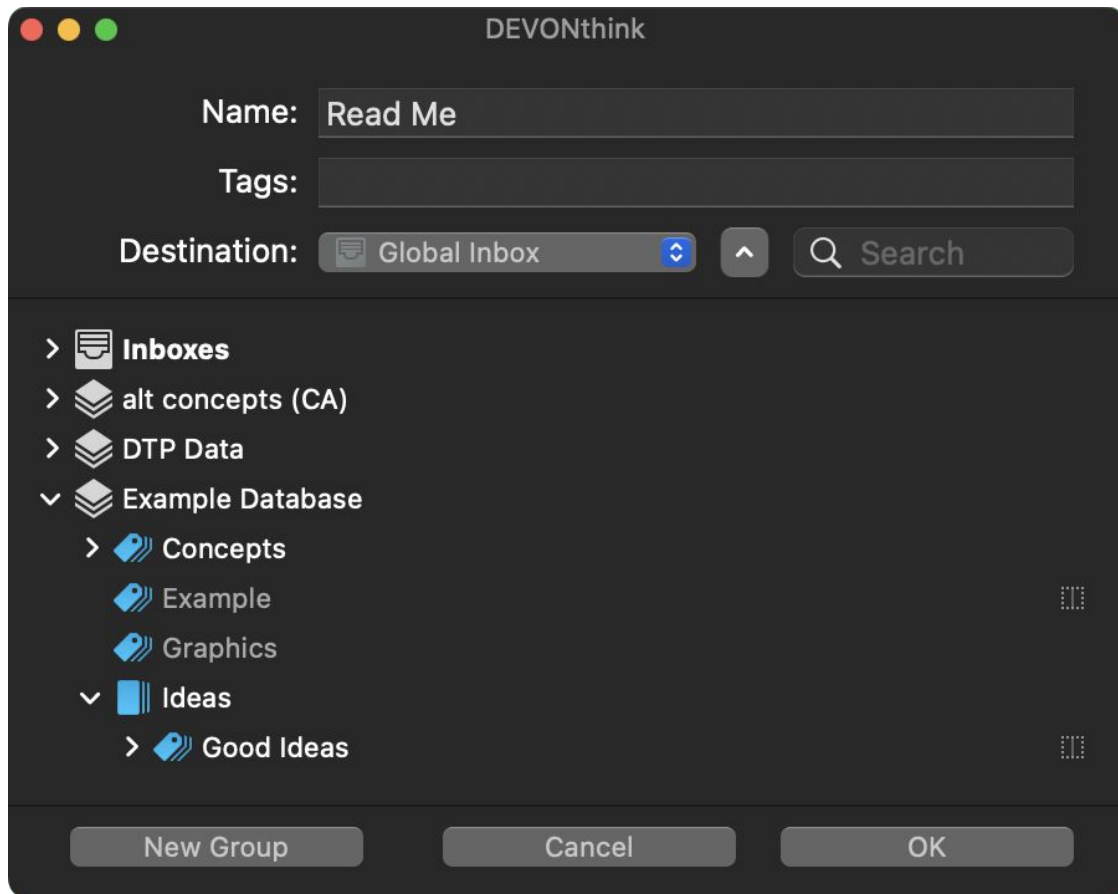 DEVONthink
Name: Read Me
Tags:
Destination: Global Inbox Search
Inboxes
alt concepts (CA)
DTP Data
Example Database
Concepts
Example
Graphics
Ideas
Good Ideas
New Group Cancel OK